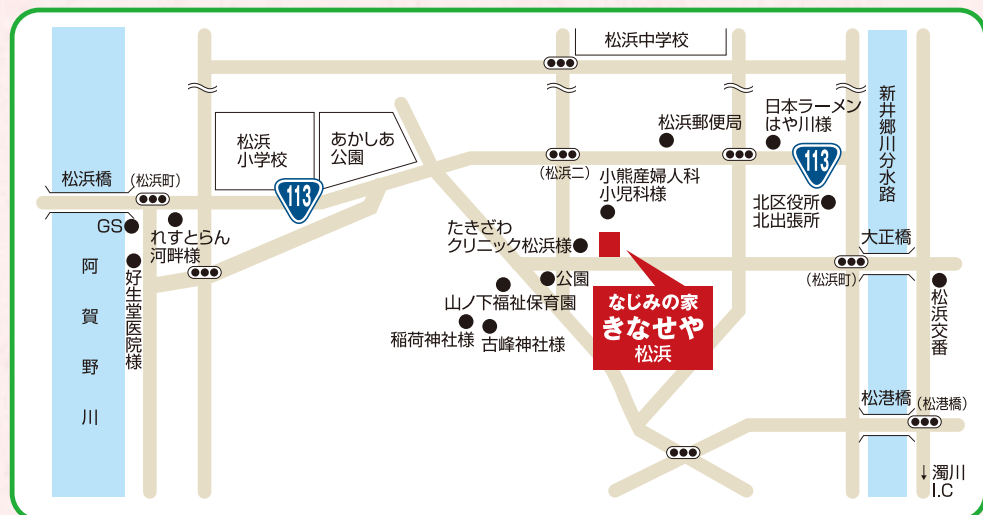 松浜中学校
松浜
小学校
あかしあ
公園
松浜郵便局
日本ラーメン
はや川様
新井郷川分水路
松浜橋
(松浜町)
113
(松浜二)
113
小熊産婦人科
小児科様
北区役所
北出張所
GS
れすとらん
河畔様
たきざわ
クリニック松浜様
大正橋
(松浜町)
阿賀野川
好生堂医院様
公園
山ノ下福祉保育園
稲荷神社様
古峰神社様
なじみの家
きなせや
松浜
松浜交番
松港橋
(松港橋)
↓濁川
I.C